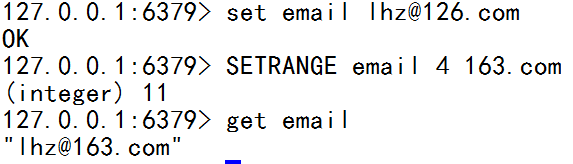 127.0.0.1:6379> set email lhz@126.com
OK
127.0.0.1:6379> SETRANGE email 4 163.com
(integer) 11
127.0.0.1:6379> get email
"lhz@163.com"